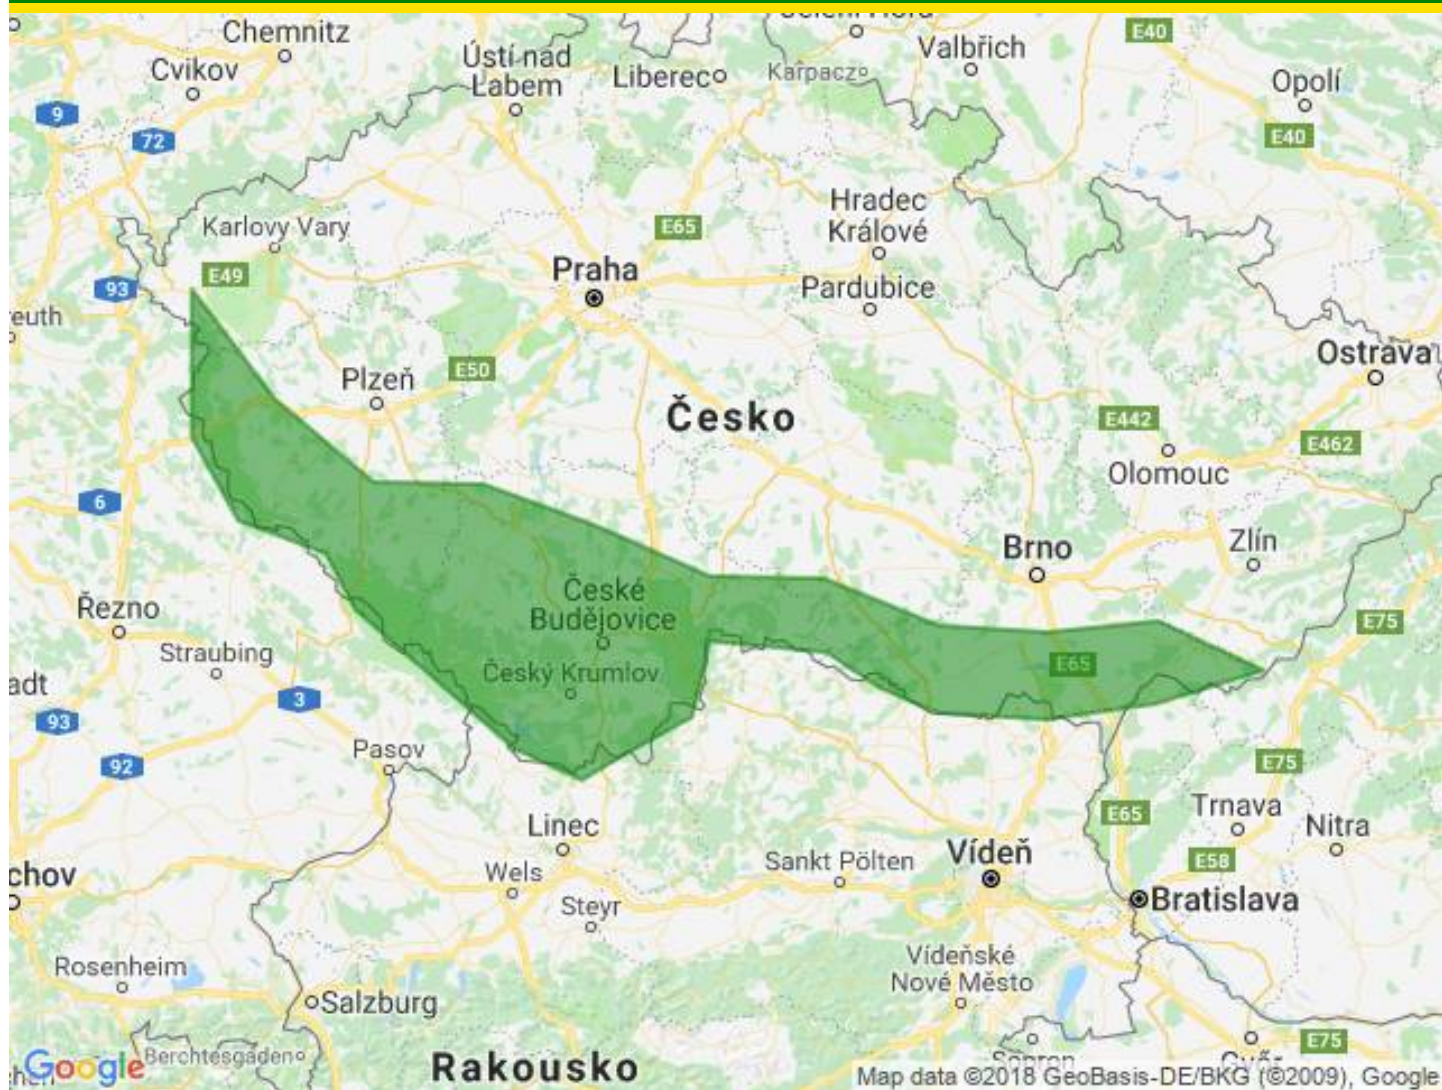 Chemnitz
Cvikov
Ústí nad
Labem
Liberec
Karpacz
Valbřich
E40
Opolí
E40
9
72
Karlovy Vary
E65
Hradec
Králové
E49
93
Praha
Pardubice
euth
Plzeň
E50
Ostrava
Česko
E442
E462
Olomouc
6
Brno
Zlín
České
Budějovice
Řezno
E75
Straubing
E65
adt
Český Krumlov
3
93
Pasov
92
E75
E65
Trnava
Nitra
Linec
Vídeň
Sankt Pölten
E58
Wels
chov
Steyr
Bratislava
Vídeňské
Nové Město
Rosenheim
Salzburg
E75
Berchtesgaden
Google
Rakousko
Map data ©2018 GeoBasis-DE/BKG (©2009), Google